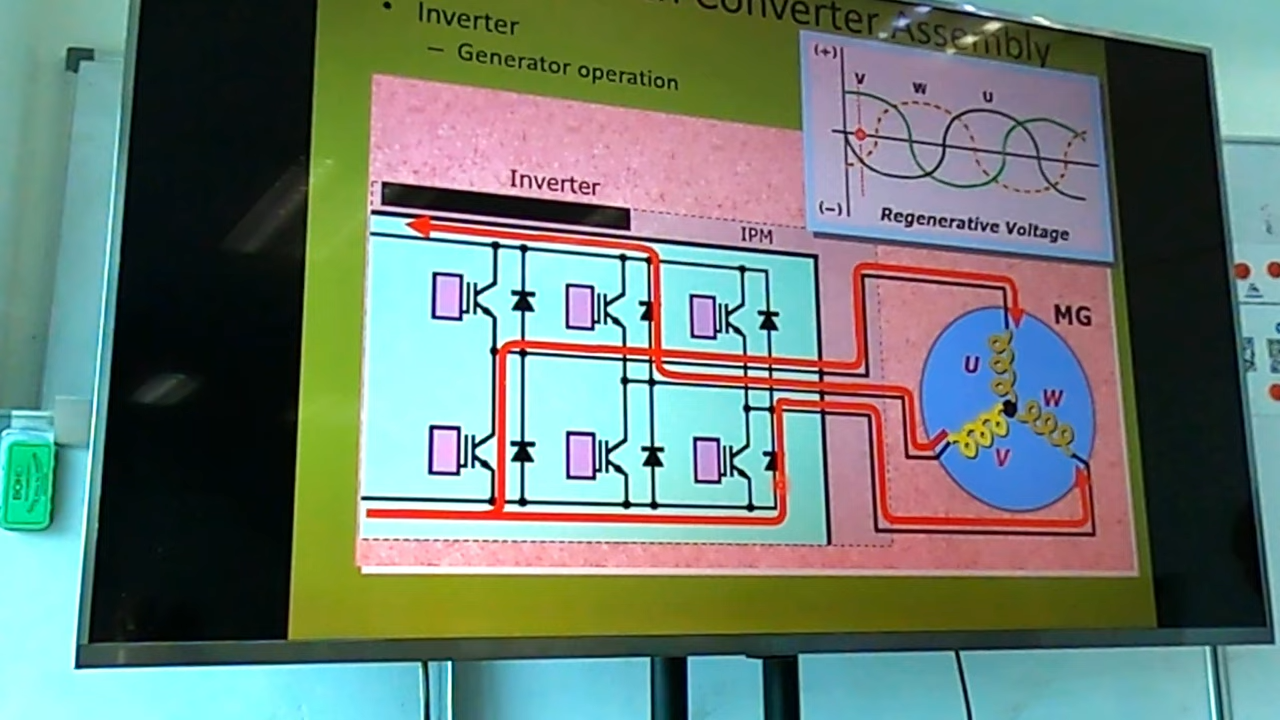 Converter Assembly
• Inverter
– Generator operation
(+)
V
W
U
(–)
Regenerative Voltage
Inverter
IPM
MG
U
W
V